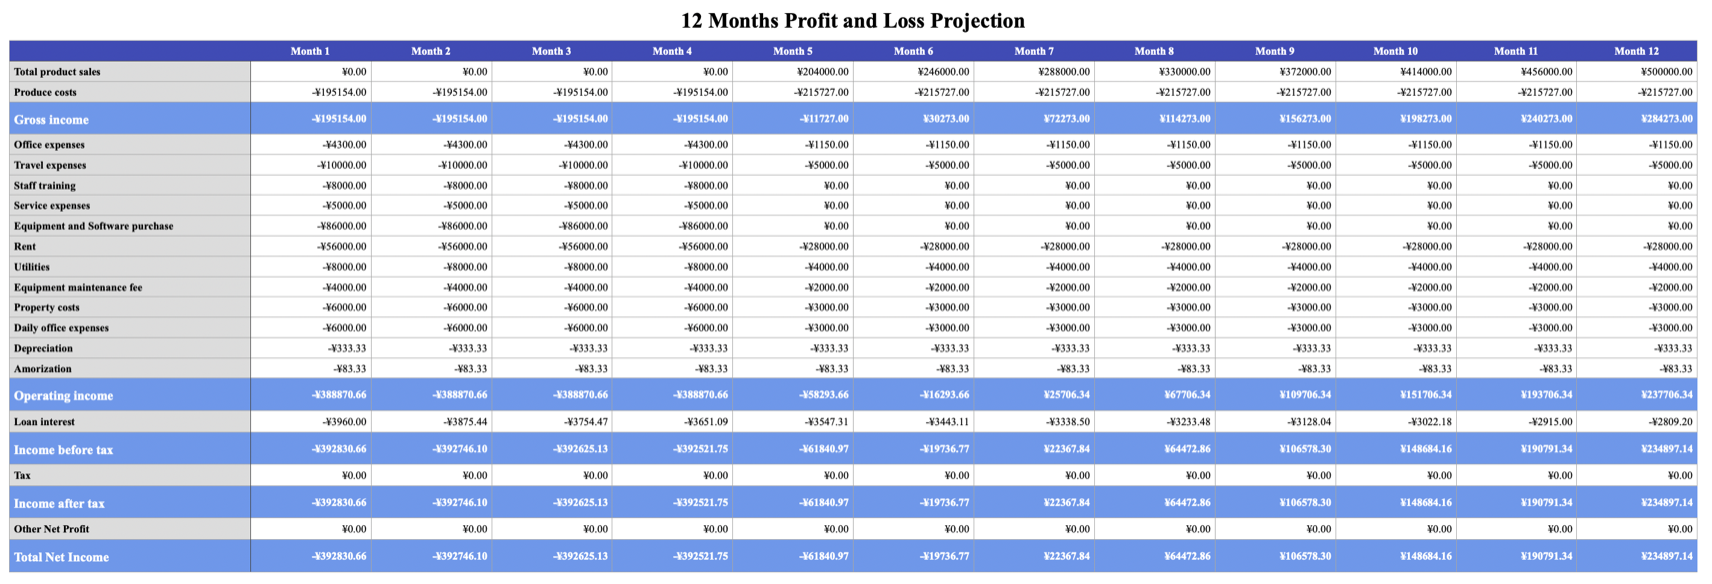 12 Months Profit and Loss Projection
Month 1 Month 2 Month 3 Month 4 Month 5 Month 6 Month 7 Month 8 Month 9 Month 10 Month 11 Month 12
Total product sales ¥0.00 ¥0.00 ¥0.00 ¥0.00 ¥204000.00 ¥246000.00 ¥288000.00 ¥330000.00 ¥372000.00 ¥414000.00 ¥456000.00 ¥500000.00
Produce costs -¥195154.00 -¥195154.00 -¥195154.00 -¥195154.00 -¥215727.00 -¥215727.00 -¥215727.00 -¥215727.00 -¥215727.00 -¥215727.00 -¥215727.00 -¥215727.00
Gross income -¥195154.00 -¥195154.00 -¥195154.00 -¥195154.00 -¥11727.00 ¥30273.00 ¥72273.00 ¥114273.00 ¥156273.00 ¥198273.00 ¥240273.00 ¥284273.00
Office expenses -¥4300.00 -¥4300.00 -¥4300.00 -¥4300.00 -¥1150.00 -¥1150.00 -¥1150.00 -¥1150.00 -¥1150.00 -¥1150.00 -¥1150.00 -¥1150.00
Travel expenses -¥10000.00 -¥10000.00 -¥10000.00 -¥10000.00 -¥5000.00 -¥5000.00 -¥5000.00 -¥5000.00 -¥5000.00 -¥5000.00 -¥5000.00 -¥5000.00
Staff training -¥8000.00 -¥8000.00 -¥8000.00 -¥8000.00 ¥0.00 ¥0.00 ¥0.00 ¥0.00 ¥0.00 ¥0.00 ¥0.00 ¥0.00
Service expenses -¥5000.00 -¥5000.00 -¥5000.00 -¥5000.00 ¥0.00 ¥0.00 ¥0.00 ¥0.00 ¥0.00 ¥0.00 ¥0.00 ¥0.00
Equipment and Software purchase -¥86000.00 -¥86000.00 -¥86000.00 -¥86000.00 ¥0.00 ¥0.00 ¥0.00 ¥0.00 ¥0.00 ¥0.00 ¥0.00 ¥0.00
Rent -¥56000.00 -¥56000.00 -¥56000.00 -¥56000.00 -¥28000.00 -¥28000.00 -¥28000.00 -¥28000.00 -¥28000.00 -¥28000.00 -¥28000.00 -¥28000.00
Utilities -¥8000.00 -¥8000.00 -¥8000.00 -¥8000.00 -¥4000.00 -¥4000.00 -¥4000.00 -¥4000.00 -¥4000.00 -¥4000.00 -¥4000.00 -¥4000.00
Equipment maintenance fee -¥4000.00 -¥4000.00 -¥4000.00 -¥4000.00 -¥2000.00 -¥2000.00 -¥2000.00 -¥2000.00 -¥2000.00 -¥2000.00 -¥2000.00 -¥2000.00
Property costs -¥6000.00 -¥6000.00 -¥6000.00 -¥6000.00 -¥3000.00 -¥3000.00 -¥3000.00 -¥3000.00 -¥3000.00 -¥3000.00 -¥3000.00 -¥3000.00
Daily office expenses -¥6000.00 -¥6000.00 -¥6000.00 -¥6000.00 -¥3000.00 -¥3000.00 -¥3000.00 -¥3000.00 -¥3000.00 -¥3000.00 -¥3000.00 -¥3000.00
Depreciation -¥333.33 -¥333.33 -¥333.33 -¥333.33 -¥333.33 -¥333.33 -¥333.33 -¥333.33 -¥333.33 -¥333.33 -¥333.33 -¥333.33
Amorization -¥83.33 -¥83.33 -¥83.33 -¥83.33 -¥83.33 -¥83.33 -¥83.33 -¥83.33 -¥83.33 -¥83.33 -¥83.33 -¥83.33
Operating income -¥388870.66 -¥388870.66 -¥388870.66 -¥388870.66 -¥58293.66 -¥16293.66 ¥25706.34 ¥67706.34 ¥109706.34 ¥151706.34 ¥193706.34 ¥237706.34
Loan interest -¥3960.00 -¥3875.44 -¥3754.47 -¥3651.09 -¥3547.31 -¥3443.11 -¥3338.50 -¥3233.48 -¥3128.04 -¥3022.18 -¥2915.00 -¥2809.20
Income before tax -¥392830.66 -¥392746.10 -¥392625.13 -¥392521.75 -¥61840.97 -¥19736.77 ¥22367.84 ¥64472.86 ¥106578.30 ¥148684.16 ¥190791.34 ¥234897.14
Tax ¥0.00 ¥0.00 ¥0.00 ¥0.00 ¥0.00 ¥0.00 ¥0.00 ¥0.00 ¥0.00 ¥0.00 ¥0.00 ¥0.00
Income after tax -¥392830.66 -¥392746.10 -¥392625.13 -¥392521.75 -¥61840.97 -¥19736.77 ¥22367.84 ¥64472.86 ¥106578.30 ¥148684.16 ¥190791.34 ¥234897.14
Other Net Profit ¥0.00 ¥0.00 ¥0.00 ¥0.00 ¥0.00 ¥0.00 ¥0.00 ¥0.00 ¥0.00 ¥0.00 ¥0.00 ¥0.00
Total Net Income -¥392830.66 -¥392746.10 -¥392625.13 -¥392521.75 -¥61840.97 -¥19736.77 ¥22367.84 ¥64472.86 ¥106578.30 ¥148684.16 ¥190791.34 ¥234897.14